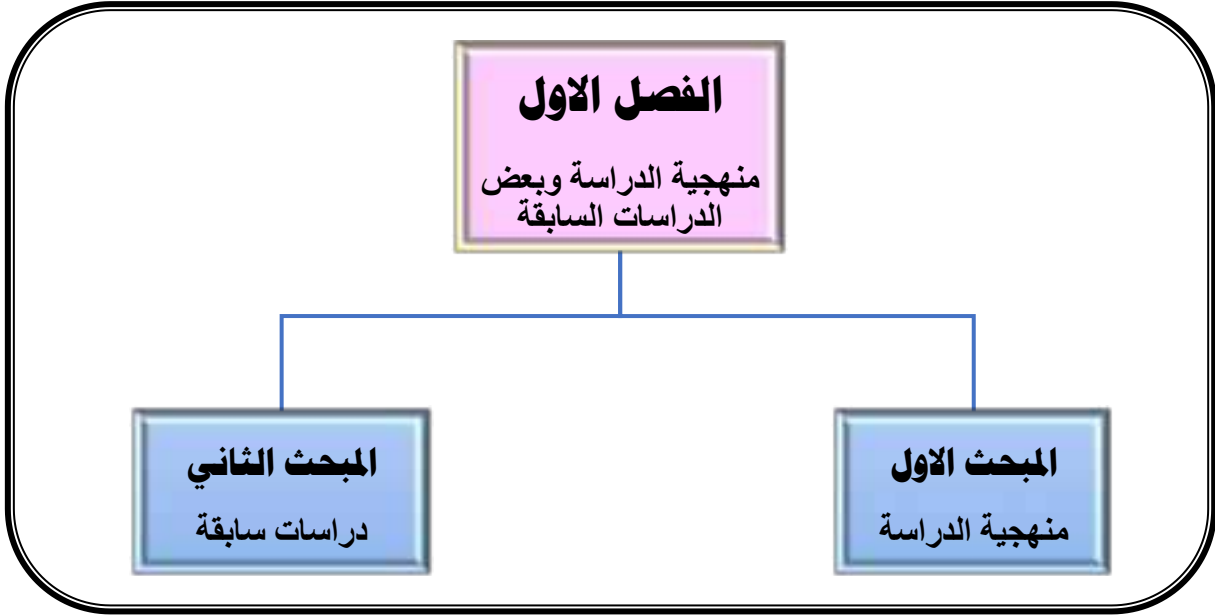 الفصل الاول
منهجية الدراسة وبعض
الدراسات السابقة
المبحث الاول
منهجية الدراسة
المبحث الثاني
دراسات سابقة